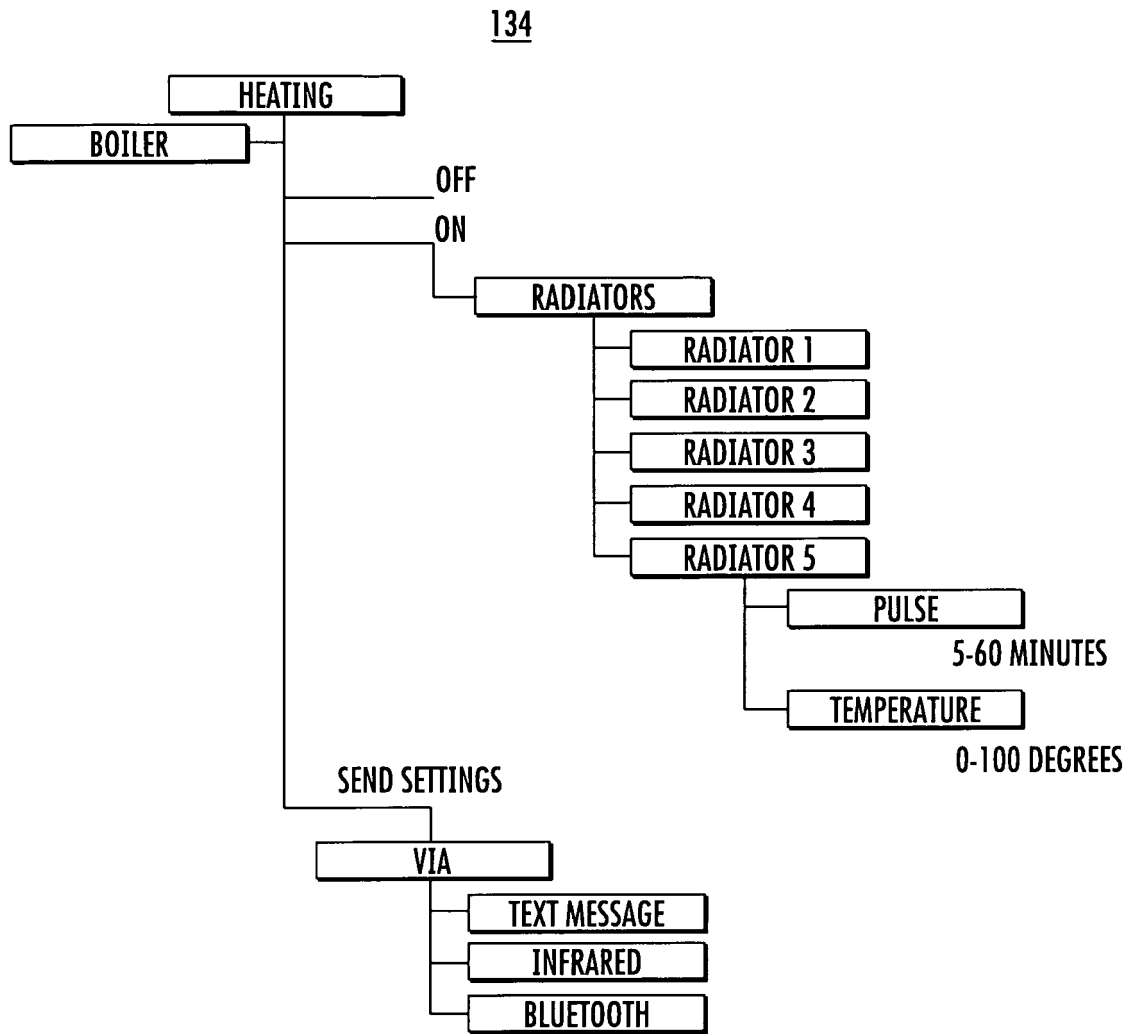 134
HEATING
BOILER
OFF
ON
RADIATORS
RADIATOR 1
RADIATOR 2
RADIATOR 3
RADIATOR 4
RADIATOR 5
PULSE
5-60 MINUTES
TEMPERATURE
0-100 DEGREES
SEND SETTINGS
VIA
TEXT MESSAGE
INFRARED
BLUETOOTH